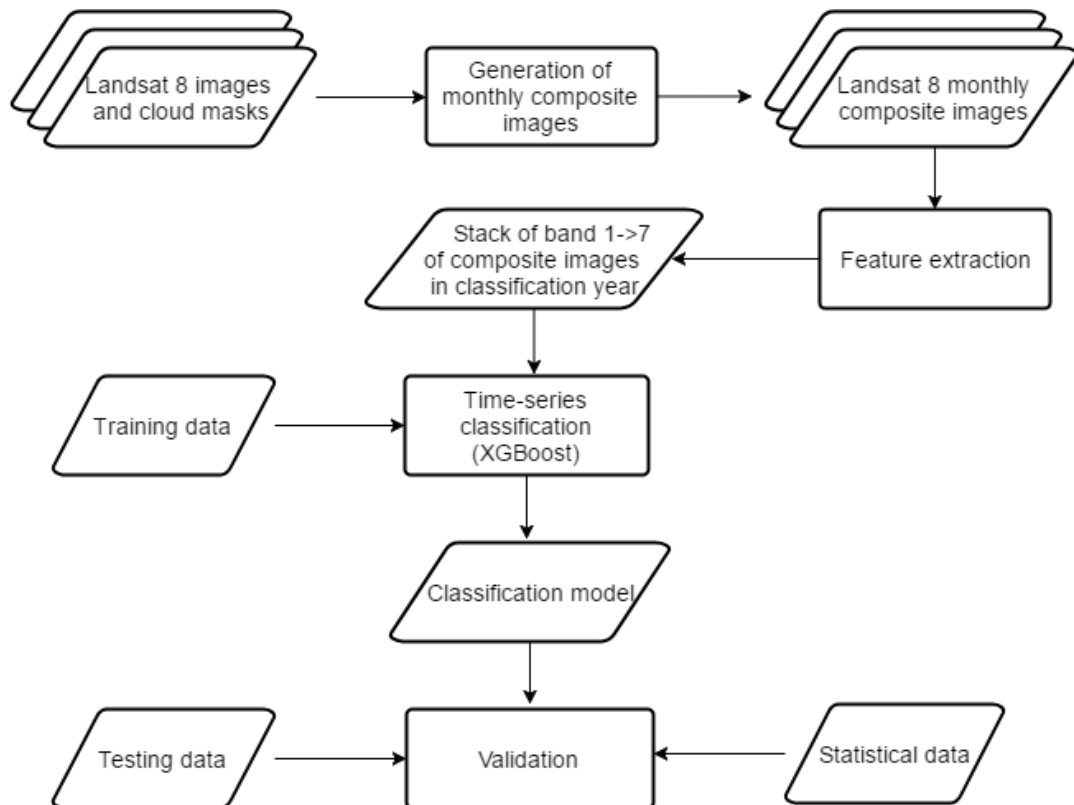 Landsat 8 images
and cloud masks
Generation of
monthly composite
images
Landsat 8 monthly
composite images
Stack of band 1->7
of composite images
in classification year
Feature extraction
Training data
Time-series
classification
(XGBoost)
Classification model
Testing data
Validation
Statistical data